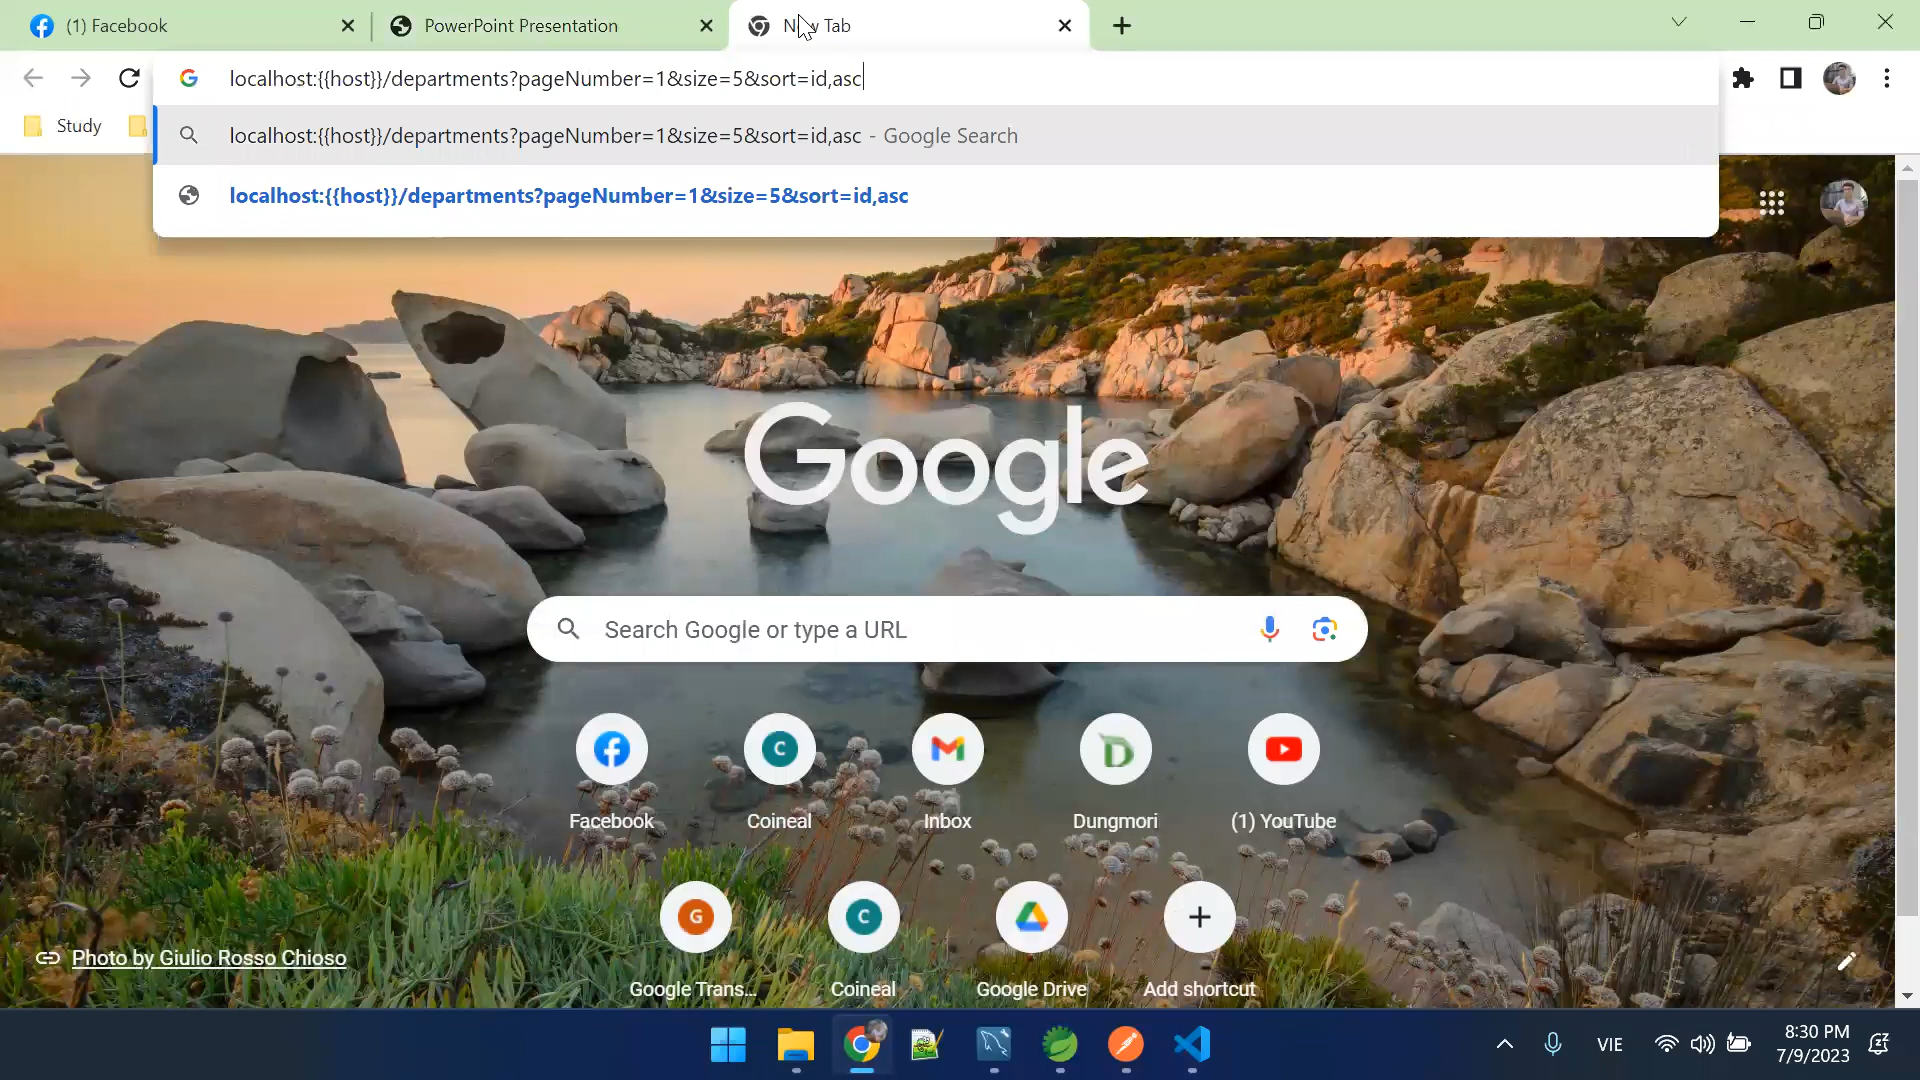 (1) Facebook
PowerPoint Presentation
New Tab
localhost:{{host}}/departments?pageNumber=1&size=5&sort=id,asc
Study
localhost:{{host}}/departments?pageNumber=1&size=5&sort=id,asc - Google Search
localhost:{{host}}/departments?pageNumber=1&size=5&sort=id,asc
Google
Search Google or type a URL
Facebook
Coineal
Inbox
Dungmori
(1) YouTube
Google Trans...
Coineal
Google Drive
Add shortcut
Photo by Giulio Rosso Chioso
VIE
8:30 PM
7/9/2023